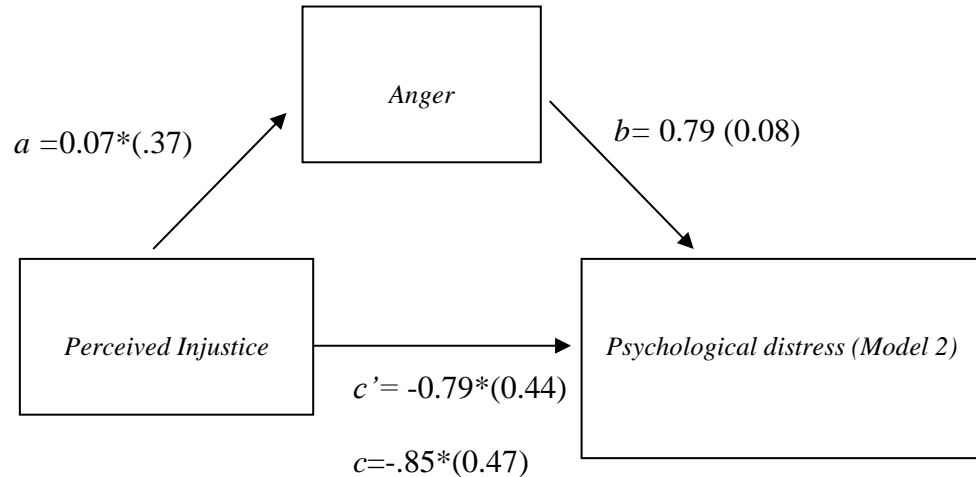 Anger
a =0.07*(.37)
b= 0.79 (0.08)
Perceived Injustice
Psychological distress (Model 2)
c’= -0.79*(0.44)
c=-.85*(0.47)